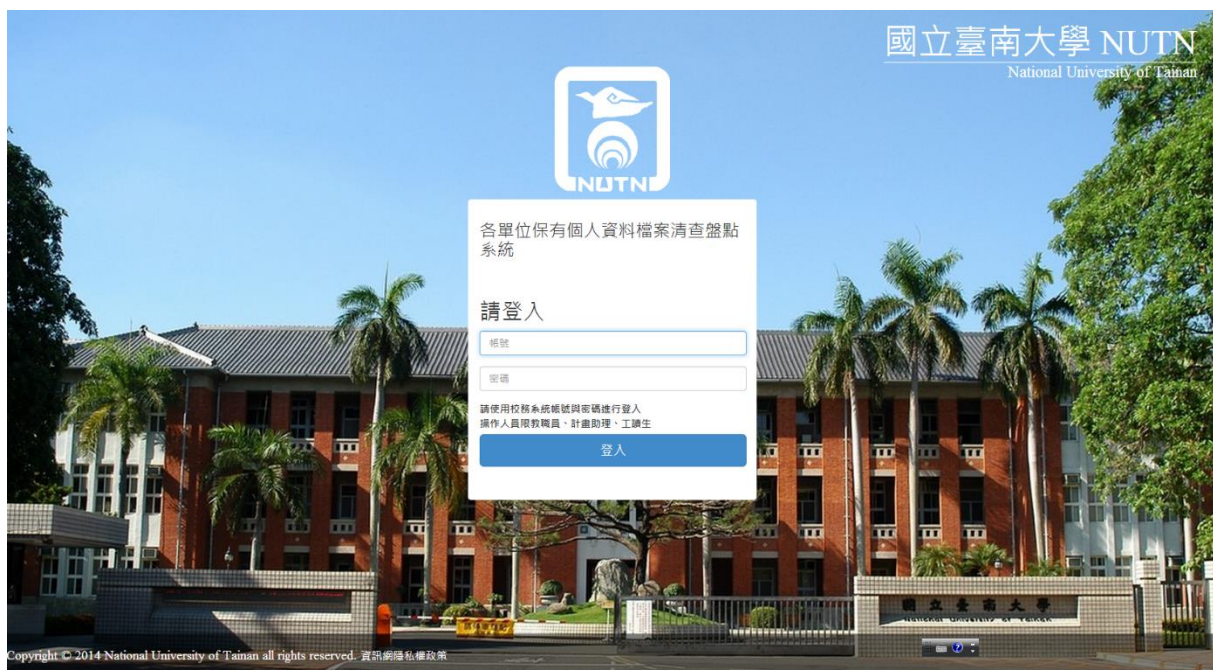 國立臺南大學 NUTN
National University of Tainan
NUTN
各單位保有個人資料檔案清查盤點
系統
請登入
帳號
密碼
請使用校務系統帳號與密碼進行登入
操作人員限教職員、計畫助理、工讀生
登入
國立臺南大學
National University of Tainan
Copyright © 2014 National University of Tainan all rights reserved. 資訊網隱私權政策